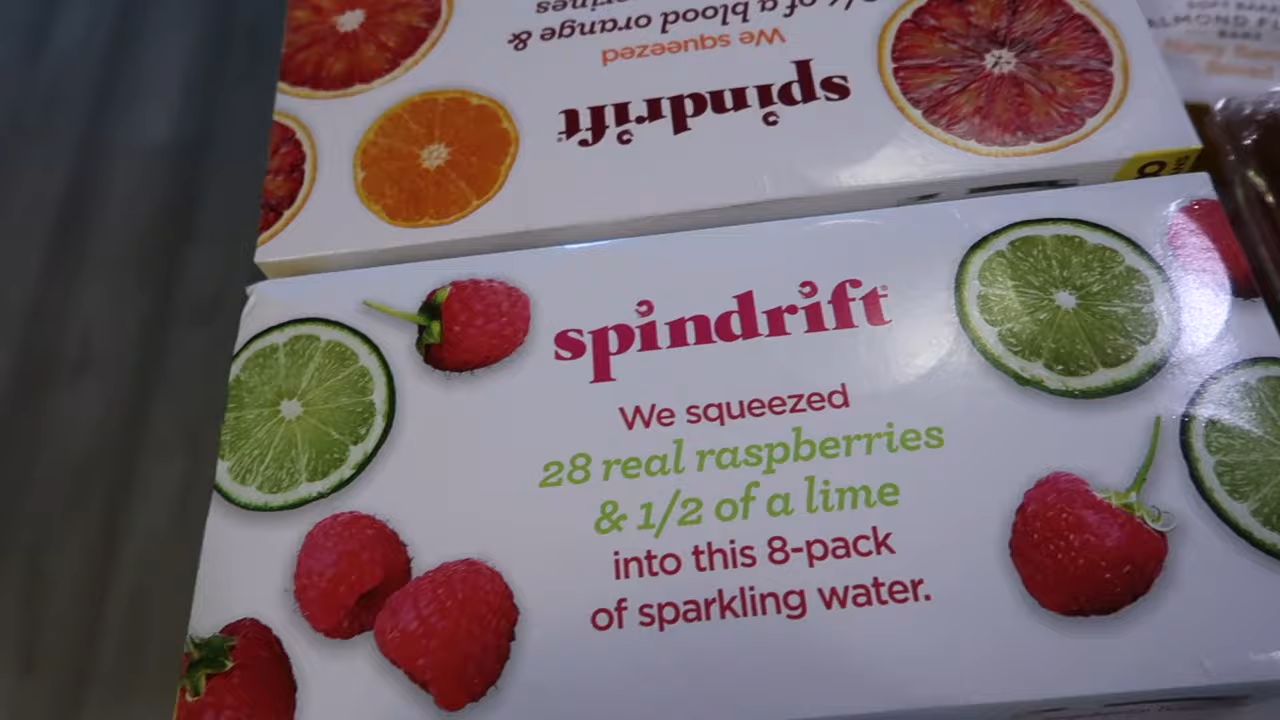 of a blood orange &
We squeezed
spindrift
spindrift
We squeezed
28 real raspberries
& 1/2 of a lime
into this 8-pack
of sparkling water.